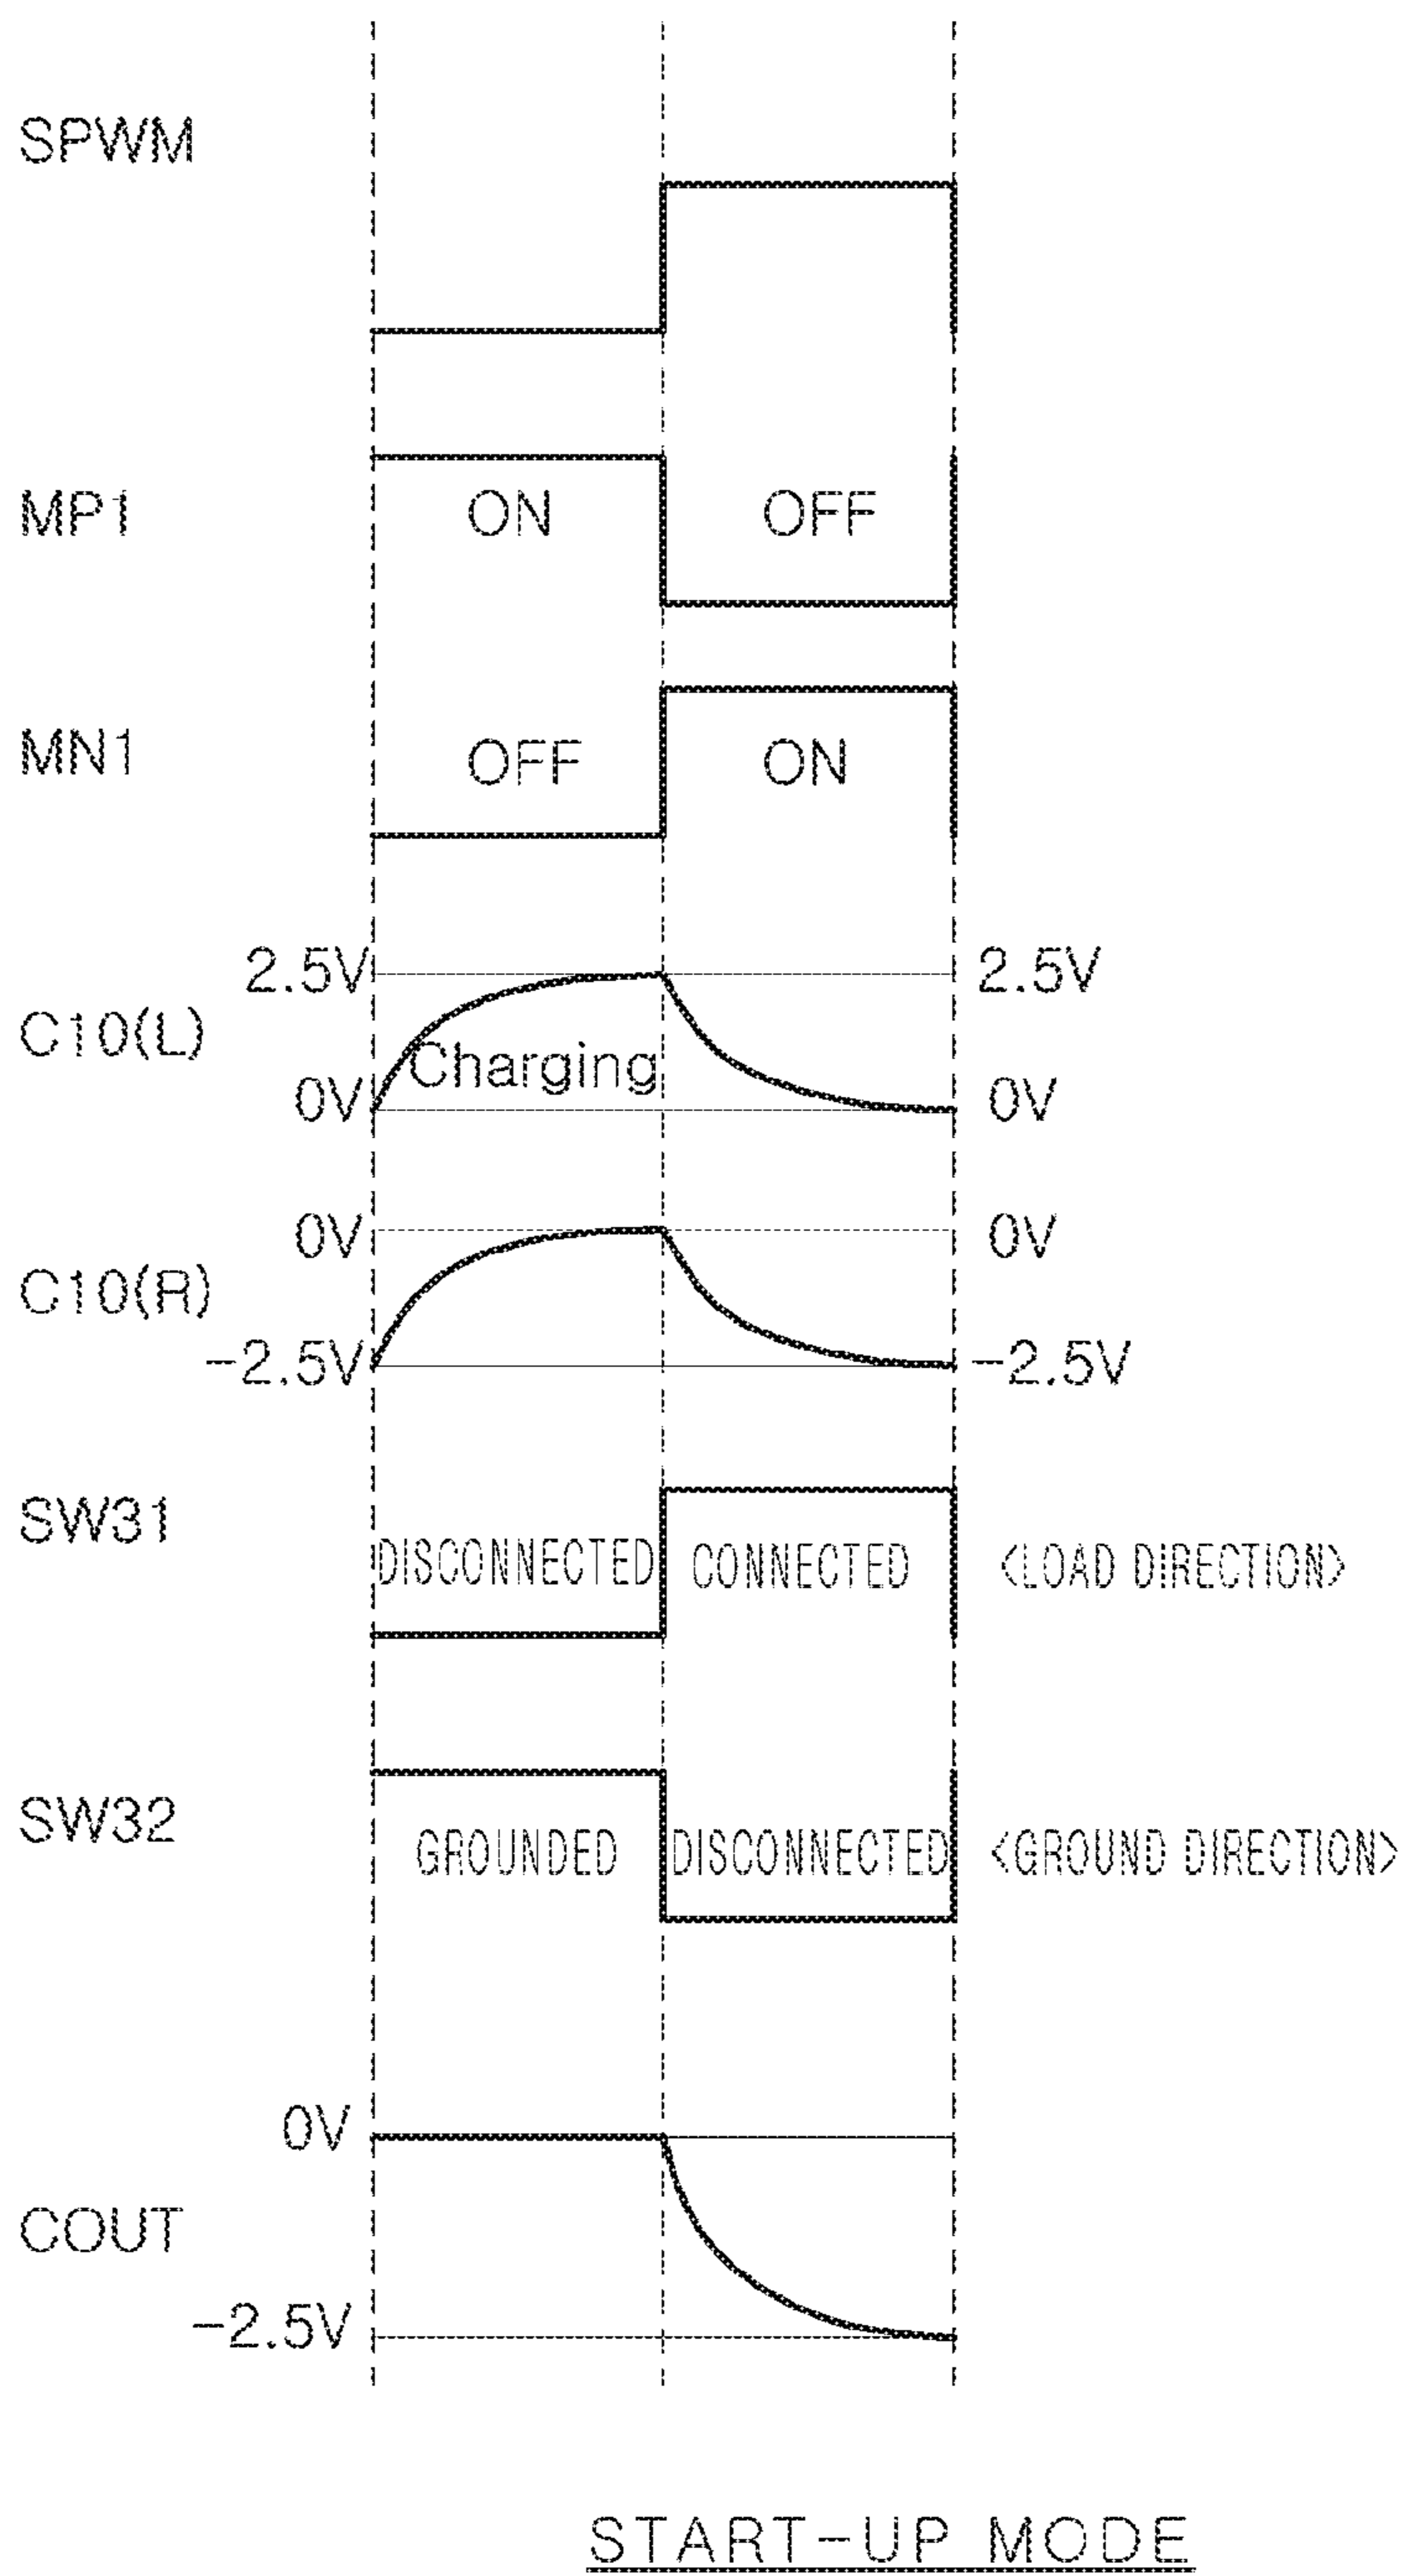 SPWM
MP1 ON OFF
MN1 OFF ON
2.5V 2.5V
C10(L) Charging
0V 0V
0V 0V
C10(R)
-2.5V -2.5V
SW31 DISCONNECTED CONNECTED <LOAD DIRECTION>
SW32 GROUNDED DISCONNECTED <GROUND DIRECTION>
0V
COUT
-2.5V
START-UP MODE